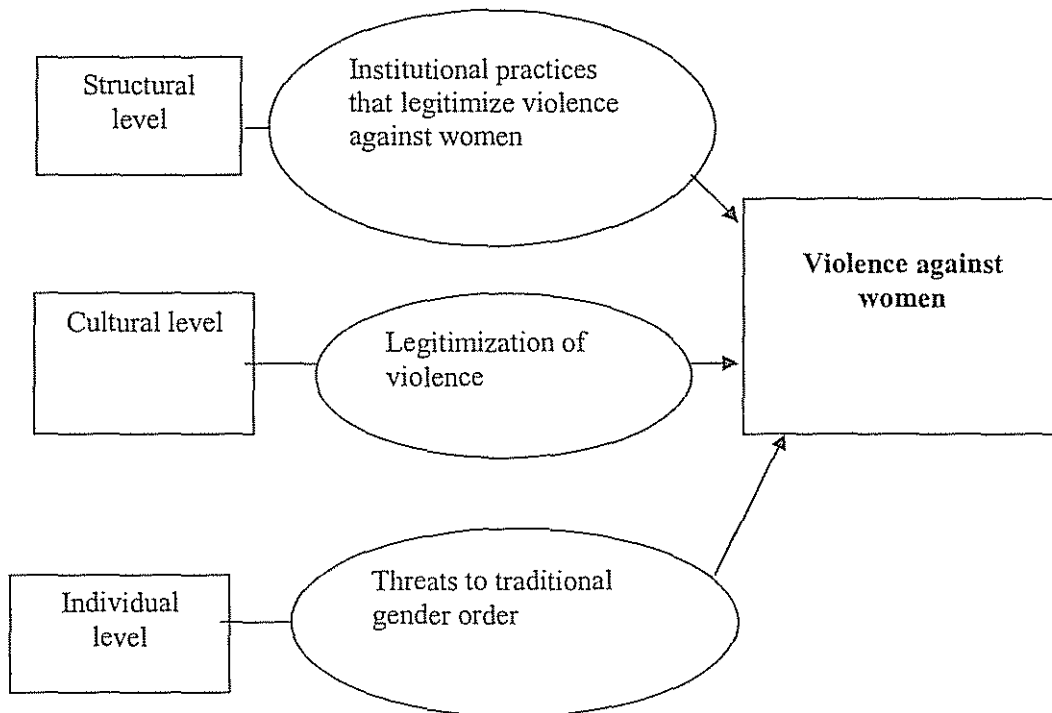 Structural
level
Institutional practices
that legitimize violence
against women
Violence against
women
Cultural level
Legitimization of
violence
Individual
level
Threats to traditional
gender order